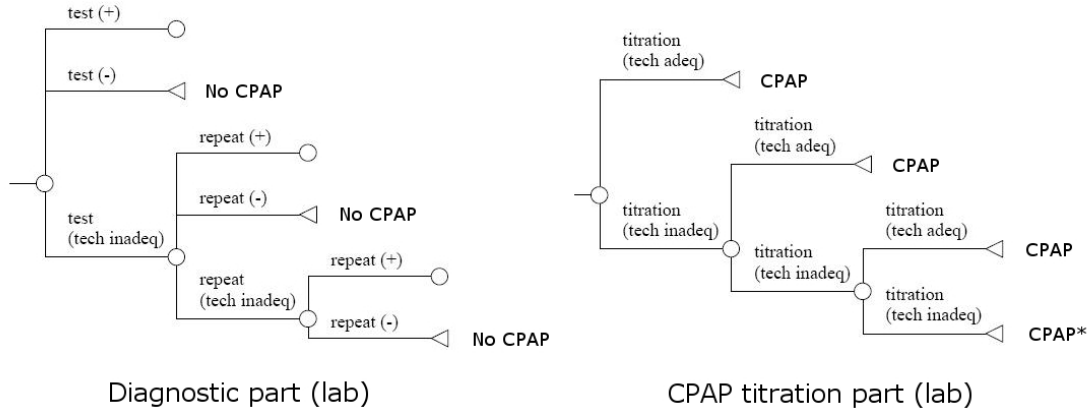 test (+)
test (-)
No CPAP
repeat (+)
repeat (-)
No CPAP
test
(tech inadeq)
repeat (+)
repeat
(tech inadeq)
repeat (-)
No CPAP
Diagnostic part (lab)
titration
(tech adeq)
CPAP
titration
(tech adeq)
CPAP
titration
(tech inadeq)
titration
(tech adeq)
CPAP
titration
(tech inadeq)
titration
(tech inadeq)
CPAP*
CPAP titration part (lab)